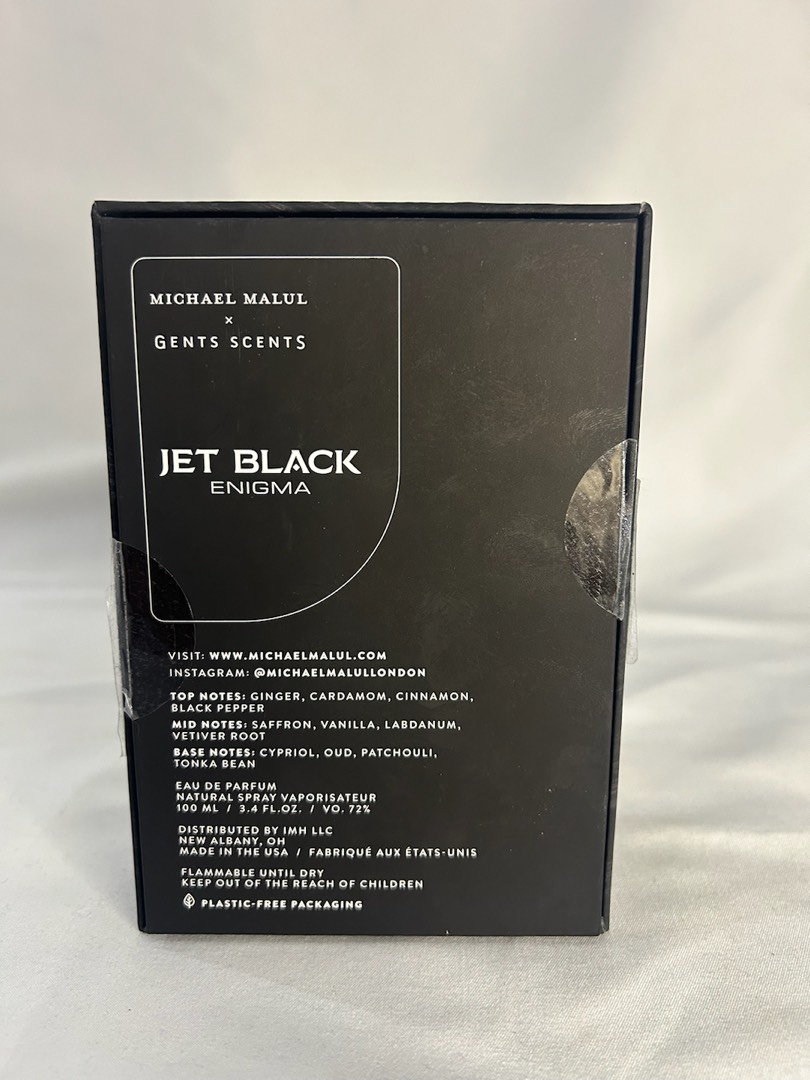 MICHAEL MALUL
×
GENTS SCENTS
JET BLACK
ENIGMA
VISIT: WWW.MICHAELMALUL.COM
INSTAGRAM: @MICHAELMALULLONDON
TOP NOTES: GINGER, CARDAMOM, CINNAMON,
BLACK PEPPER
MID NOTES: SAFFRON, VANILLA, LABDANUM,
VETIVER ROOT
BASE NOTES: CYPRIOL, OUD, PATCHOULI,
TONKA BEAN
EAU DE PARFUM
NATURAL SPRAY VAPORISATEUR
100 ML / 3.4 FL.OZ. / VO. 72%
DISTRIBUTED BY IMH LLC
NEW ALBANY, OH
MADE IN THE USA / FABRIQUÉ AUX ÉTATS-UNIS
FLAMMABLE UNTIL DRY
KEEP OUT OF THE REACH OF CHILDREN
PLASTIC-FREE PACKAGING